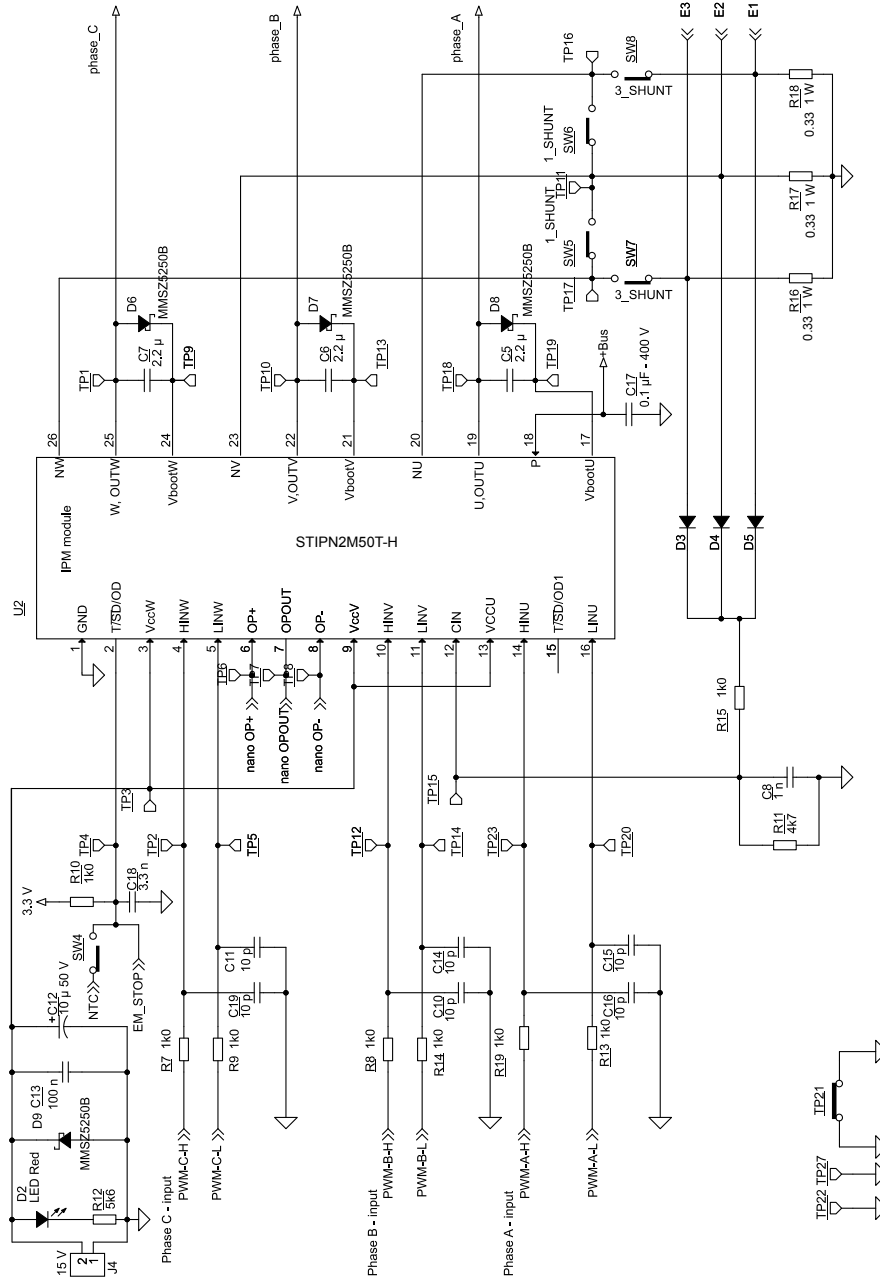 phase_C
phase_B
phase_A
E3
E2
E1
TP16
SW8
3_SHUNT
R18
0.33 1 W
1_SHUNT
SW6
TP11
R17
0.33 1 W
1_SHUNT
SW5
SW7
TP17
3_SHUNT
R16
0.33 1 W
D6
MMSZ5250B
C7
2.2 µ
TP1
TP9
D7
MMSZ5250B
C6
2.2 µ
TP10
TP13
D8
MMSZ5250B
C5
2.2 µ
TP18
TP19
+Bus
C17
0.1 µF - 400 V
26
25
24
23
22
21
20
19
18
17
NW
W, OUTW
VbootW
NV
V,OUTV
VbootV
NU
U,OUTU
P
VbootU
IPM module
STIPN2M50T-H
U2
GND
T/SD/OD
VccW
HINW
LINW
OP+
OPOUT
OP-
VccV
HINV
LINV
CIN
VCCU
HINU
T/SD/OD1
LINU
1
2
3
4
5
6
7
8
9
10
11
12
13
14
15
16
D3
D4
D5
R15 1k0
TP6
TP7
TP8
nano OP+
nano OPOUT
nano OP-
TP3
TP15
C8
1 n
R11
4k7
TP4
TP2
TP5
TP12
TP14
TP23
TP20
R10
1k0
3.3 V
C18
3.3 n
SW4
NTC
EM_STOP
+C12
10 µ 50 V
C13
100 n
D9
MMSZ5250B
D2
LED Red
R12
5k6
15 V
2
1
J4
C11
10 p
C19
10 p
R7 1k0
R9 1k0
Phase C - input
PWM-C-H
PWM-C-L
C14
10 p
C10
10 p
R8 1k0
R14 1k0
Phase B - input
PWM-B-H
PWM-B-L
C15
10 p
C16
10 p
R19 1k0
R13 1k0
Phase A - input
PWM-A-H
PWM-A-L
TP21
TP22
TP27